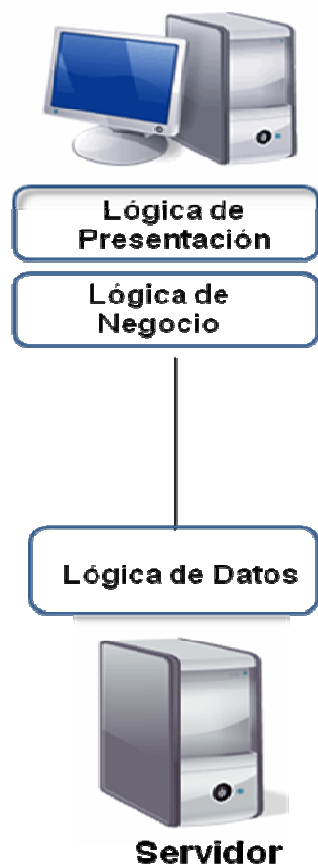 Lógica de
Presentación
Lógica de
Negocio
Lógica de Datos
Servidor